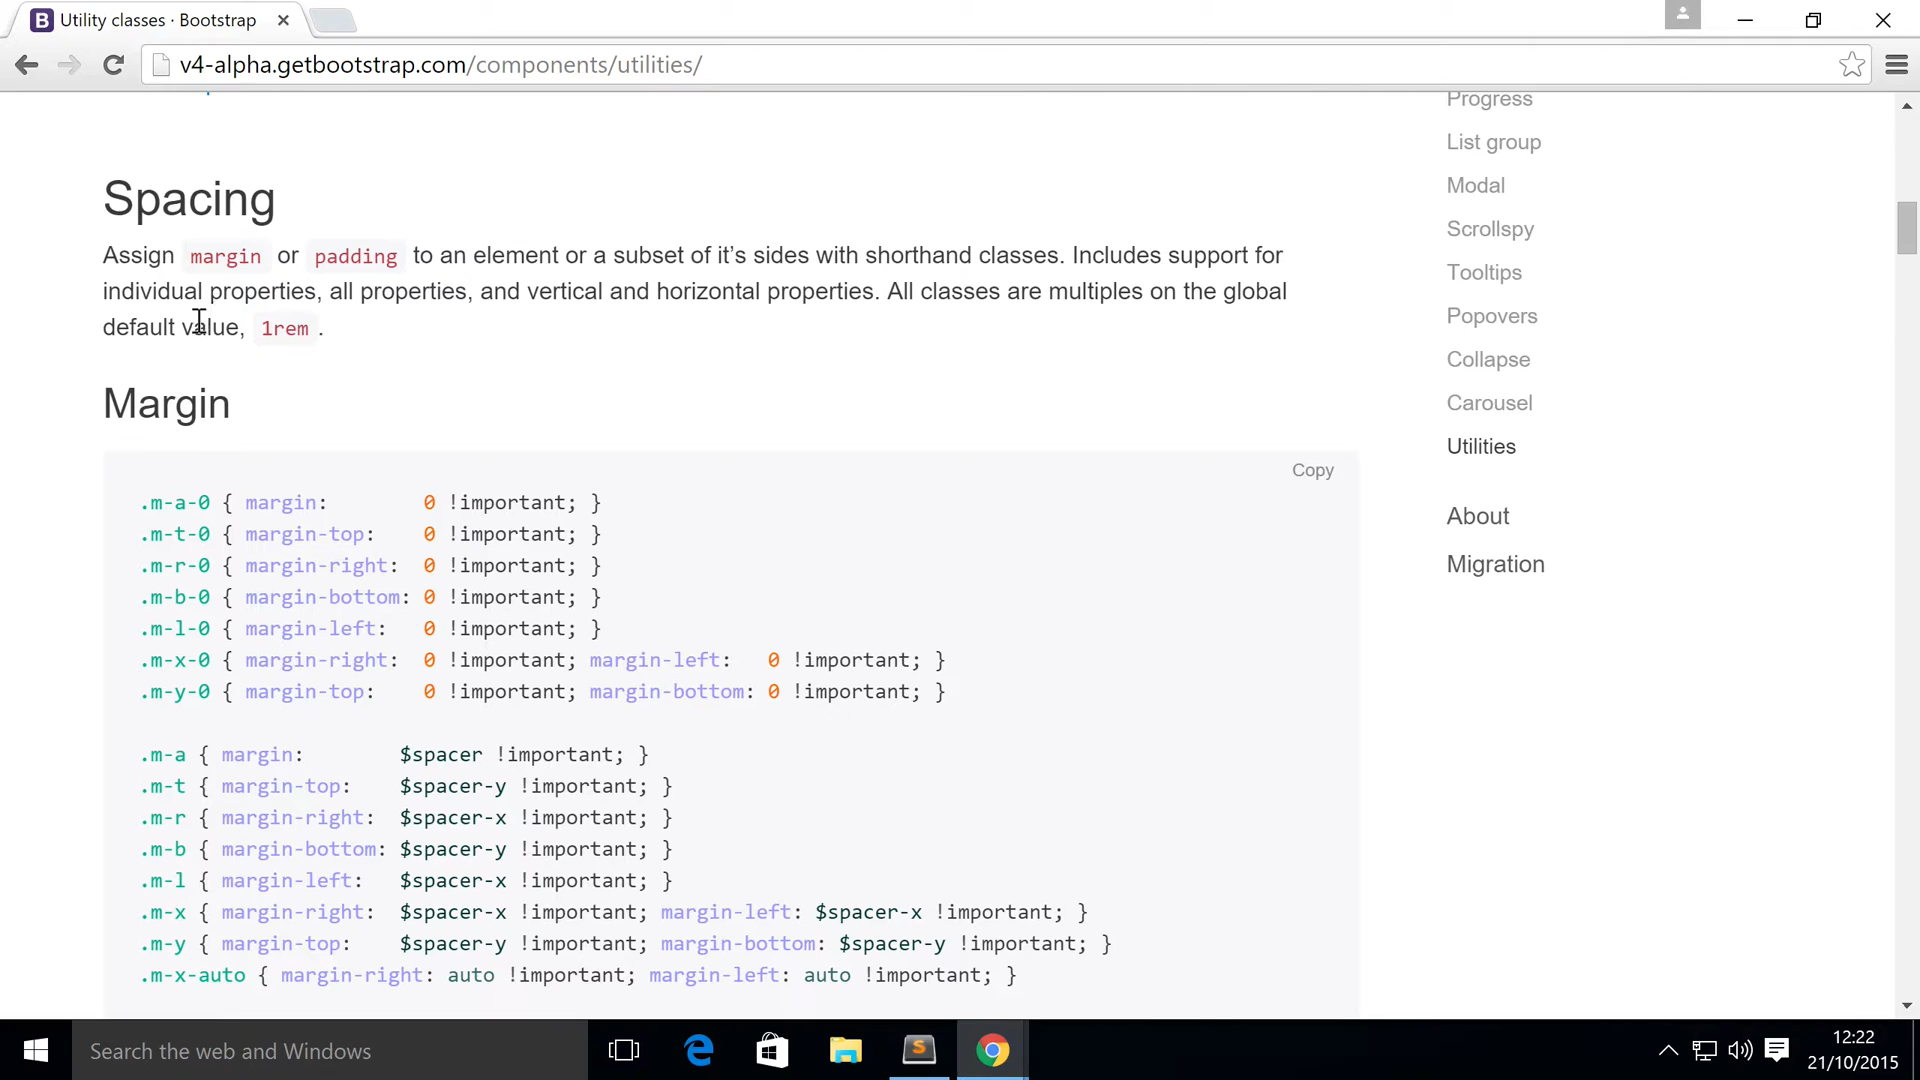 Utility classes · Bootstrap
v4-alpha.getbootstrap.com/components/utilities/
Spacing
Assign margin or padding to an element or a subset of it’s sides with shorthand classes. Includes support for
individual properties, all properties, and vertical and horizontal properties. All classes are multiples on the global
default value, 1rem .
Margin
Copy
.m-a-0 { margin:        0 !important; }
.m-t-0 { margin-top:    0 !important; }
.m-r-0 { margin-right:  0 !important; }
.m-b-0 { margin-bottom: 0 !important; }
.m-l-0 { margin-left:   0 !important; }
.m-x-0 { margin-right:  0 !important; margin-left:   0 !important; }
.m-y-0 { margin-top:    0 !important; margin-bottom: 0 !important; }
.m-a { margin:        $spacer !important; }
.m-t { margin-top:    $spacer-y !important; }
.m-r { margin-right:  $spacer-x !important; }
.m-b { margin-bottom: $spacer-y !important; }
.m-l { margin-left:   $spacer-x !important; }
.m-x { margin-right:  $spacer-x !important; margin-left: $spacer-x !important; }
.m-y { margin-top:    $spacer-y !important; margin-bottom: $spacer-y !important; }
.m-x-auto { margin-right: auto !important; margin-left: auto !important; }
Progress
List group
Modal
Scrollspy
Tooltips
Popovers
Collapse
Carousel
Utilities
About
Migration
Search the web and Windows
12:22
21/10/2015